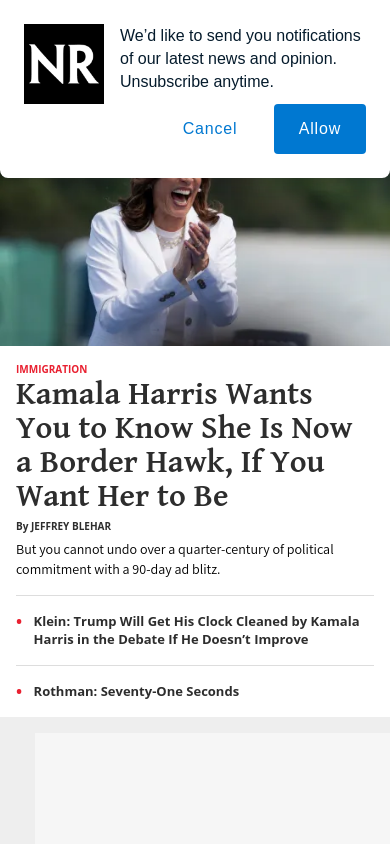 NR
We’d like to send you notifications
of our latest news and opinion.
Unsubscribe anytime.
Cancel
Allow
IMMIGRATION
Kamala Harris Wants
You to Know She Is Now
a Border Hawk, If You
Want Her to Be
By JEFFREY BLEHAR
But you cannot undo over a quarter-century of political
commitment with a 90-day ad blitz.
• Klein: Trump Will Get His Clock Cleaned by Kamala
Harris in the Debate If He Doesn’t Improve
• Rothman: Seventy-One Seconds